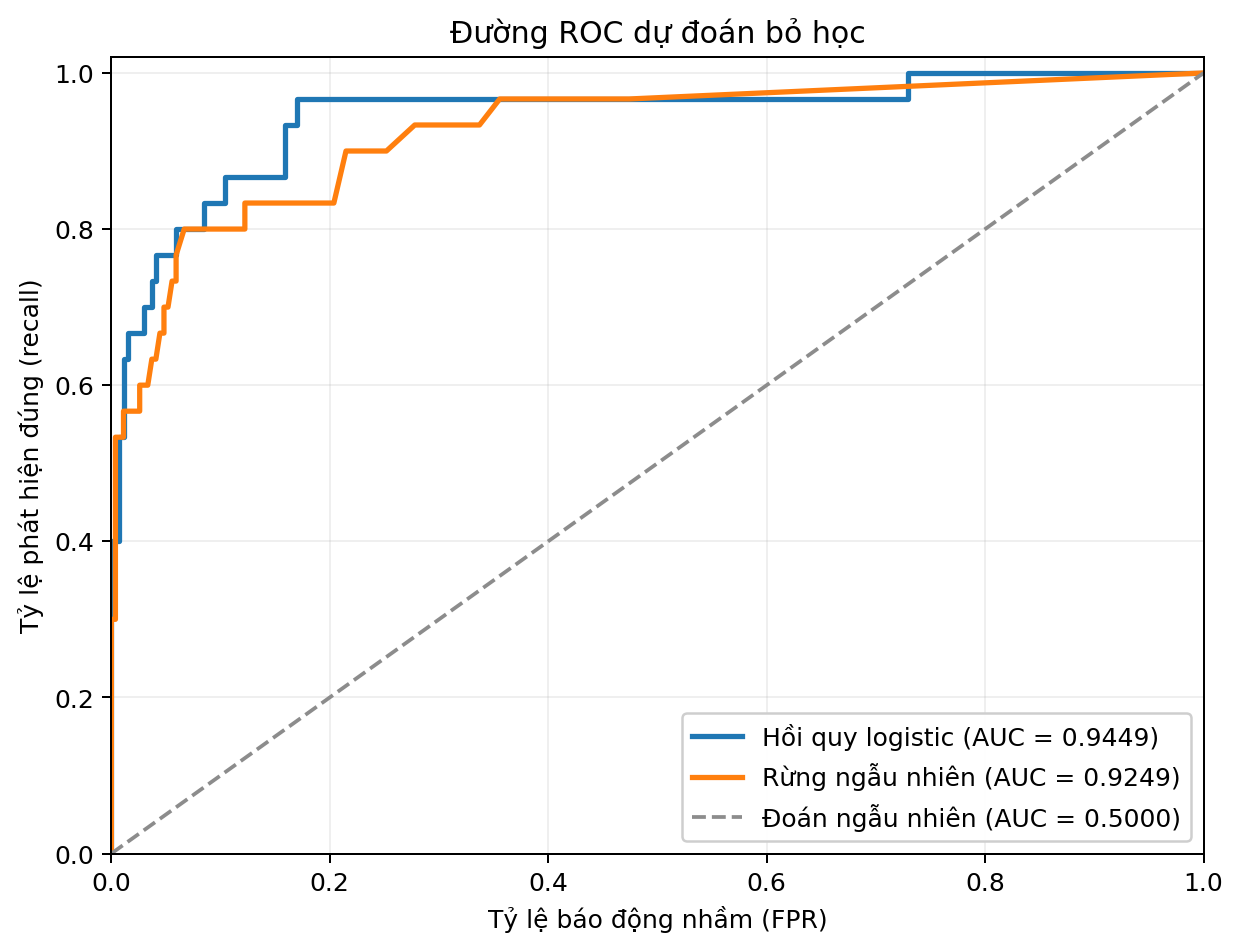 Đường ROC dự đoán bỏ học
Tỷ lệ phát hiện đúng (recall)
1.0
0.8
0.6
0.4
0.2
0.0
0.0 0.2 0.4 0.6 0.8 1.0
Tỷ lệ báo động nhầm (FPR)
Hồi quy logistic (AUC = 0.9449)
Rừng ngẫu nhiên (AUC = 0.9249)
Đoán ngẫu nhiên (AUC = 0.5000)